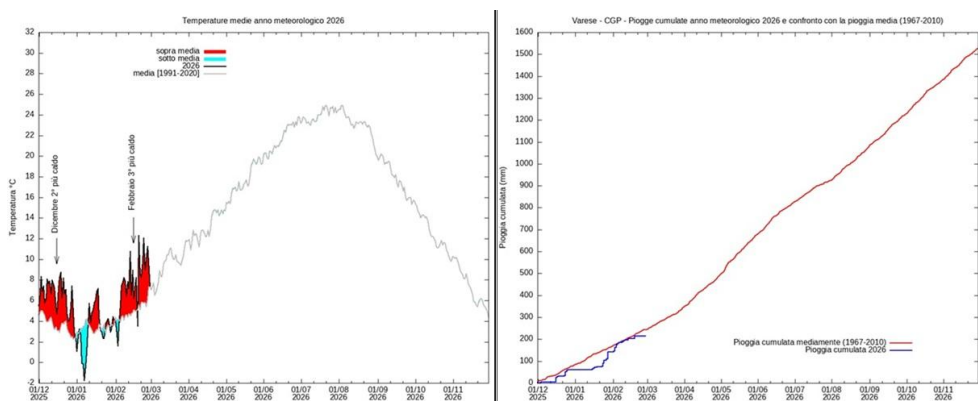 Temperature medie anno meteorologico 2026
32
30
28
26
24
22
20
18
16
14
12
10
8
6
4
2
0
-2
Temperatura °C
sopra media
sotto media
2026
media [1991-2020]
Dicembre 2° più caldo
Febbraio 3° più caldo
01/12 01/01 01/02 01/03 01/04 01/05 01/06 01/07 01/08 01/09 01/10 01/11
2025 2026 2026 2026 2026 2026 2026 2026 2026 2026 2026 2026
Varese - CGP - Piogge cumulate anno meteorologico 2026 e confronto con la pioggia media (1967-2010)
1600
1500
1400
1300
1200
1100
1000
900
800
700
600
500
400
300
200
100
0
Pioggia cumulata (mm)
Pioggia cumulata mediamente (1967-2010)
Pioggia cumulata 2026
01/12 01/01 01/02 01/03 01/04 01/05 01/06 01/07 01/08 01/09 01/10 01/11
2025 2026 2026 2026 2026 2026 2026 2026 2026 2026 2026 2026